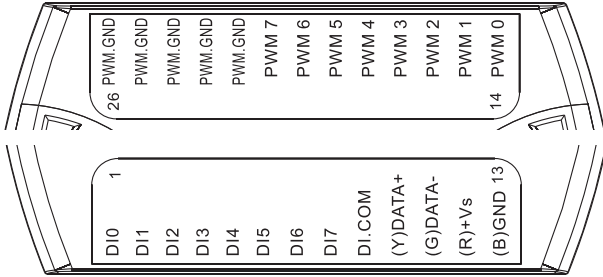 PWM.GND
PWM.GND
PWM.GND
PWM.GND
PWM.GND
PWM 7
PWM 6
PWM 5
PWM 4
PWM 3
PWM 2
PWM 1
PWM 0
26
14
1
DI0
DI1
DI2
DI3
DI4
DI5
DI6
DI7
DI.COM
(Y)DATA+
(G)DATA-
(R)+Vs
(B)GND 13